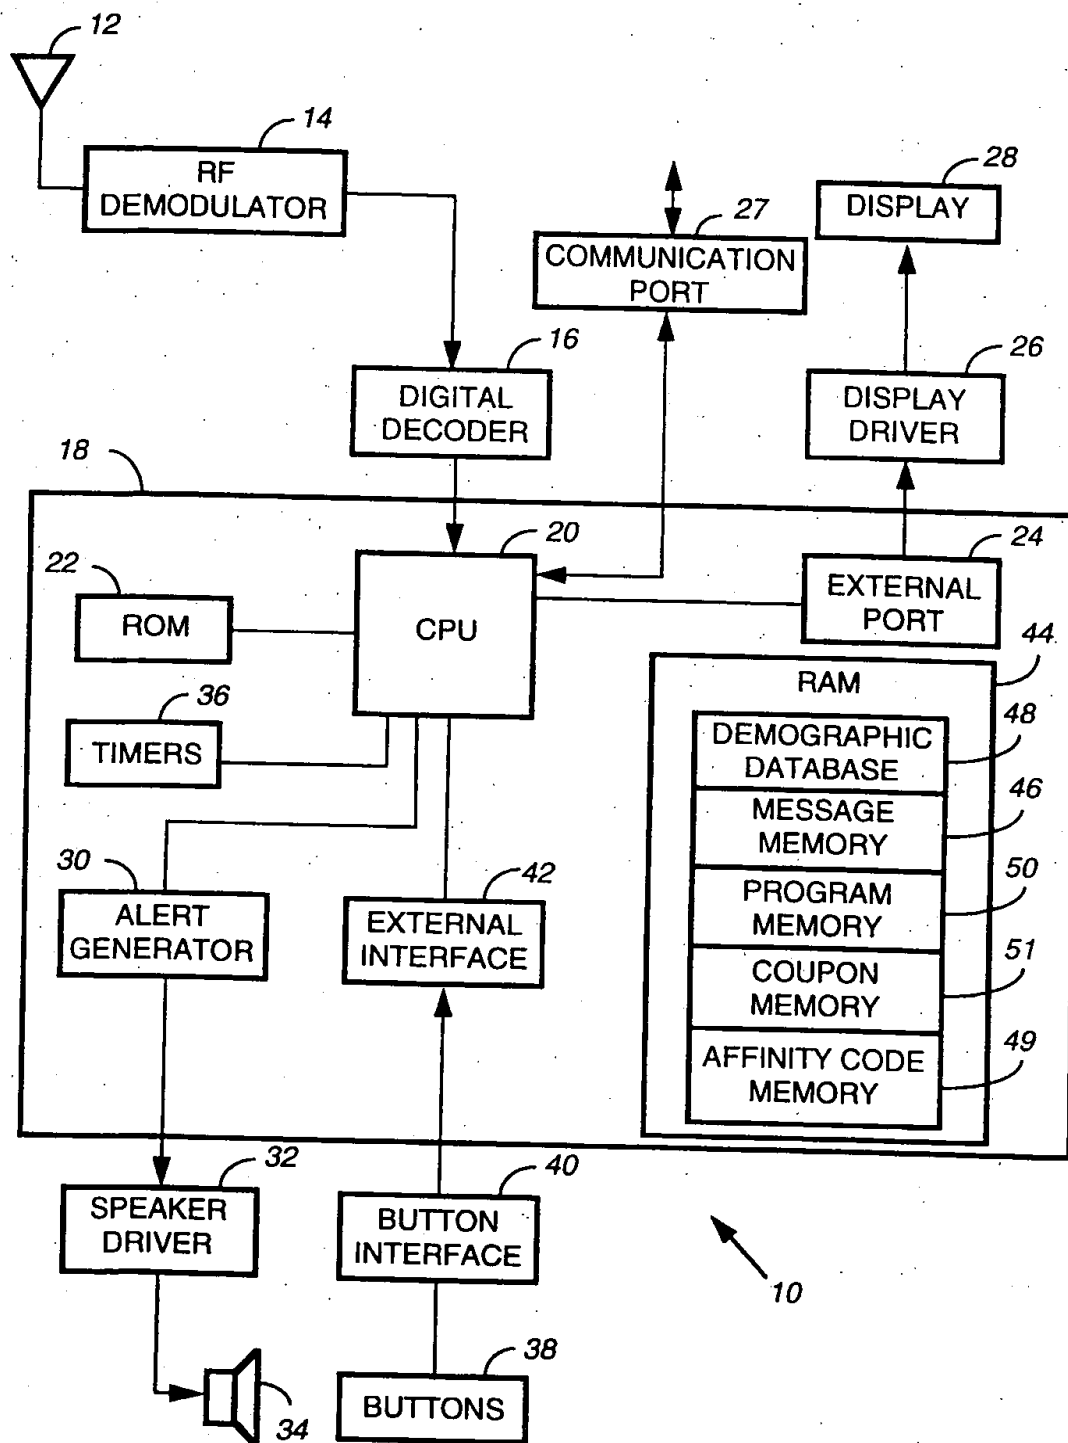 12
14
RF
DEMODULATOR
28
DISPLAY
27
COMMUNICATION
PORT
16
DIGITAL
DECODER
26
DISPLAY
DRIVER
18
20
CPU
24
EXTERNAL
PORT
22
ROM
44
RAM
36
TIMERS
48
DEMOGRAPHIC
DATABASE
46
MESSAGE
MEMORY
30
ALERT
GENERATOR
42
EXTERNAL
INTERFACE
50
PROGRAM
MEMORY
51
COUPON
MEMORY
49
AFFINITY CODE
MEMORY
32
SPEAKER
DRIVER
40
BUTTON
INTERFACE
10
34
38
BUTTONS